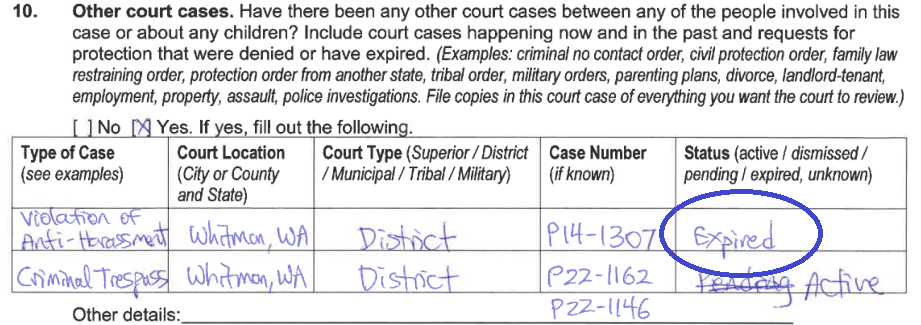 10. Other court cases. Have there been any other court cases between any of the people involved in this
case or about any children? Include court cases happening now and in the past and requests for
protection that were denied or have expired. (Examples: criminal no contact order, civil protection order, family law
restraining order, protection order from another state, tribal order, military orders, parenting plans, divorce, landlord-tenant,
employment, property, assault, police investigations. File copies in this court case of everything you want the court to review.)
[ ] No [X] Yes. If yes, fill out the following.
Type of Case (see examples)
Court Location (City or County and State)
Court Type (Superior / District / Municipal / Tribal / Military)
Case Number (if known)
Status (active / dismissed / pending / expired, unknown)
Violation of Anti-Harassment
Whitman, WA
District
P14-1307
Expired
Criminal Trespass
Whitman, WA
District
P22-1162
Pending Active
P22-1146
Other details: